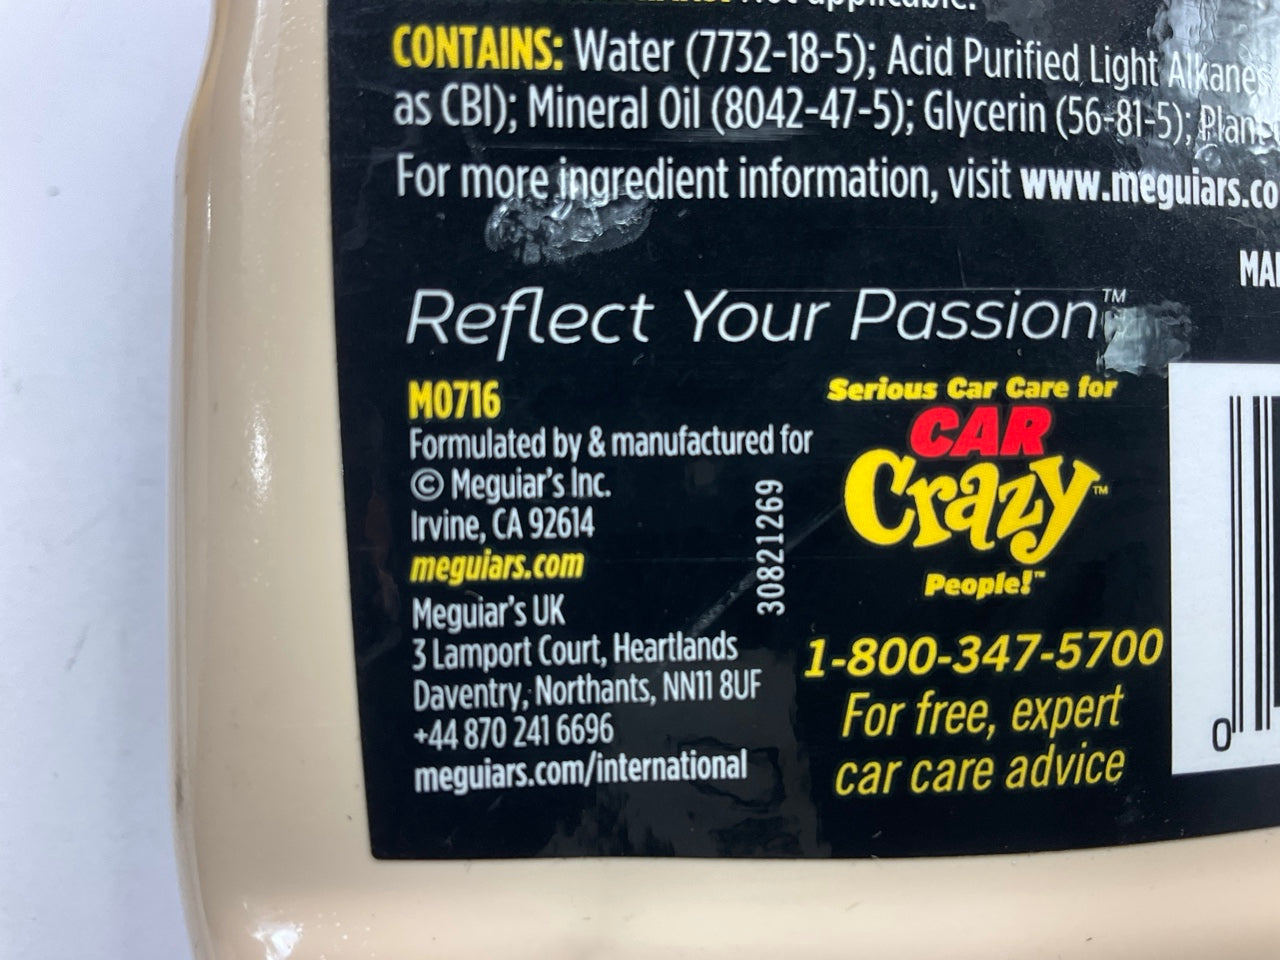 Not applicable.
CONTAINS: Water (7732-18-5); Acid Purified Light Alkanes
as CBI); Mineral Oil (8042-47-5); Glycerin (56-81-5);
For more ingredient information, visit www.meguiars.co
Reflect Your Passion™
M0716
Formulated by & manufactured for
© Meguiar's Inc.
Irvine, CA 92614
meguiars.com
Meguiar's UK
3 Lamport Court, Heartlands
Daventry, Northants, NN11 8UF
+44 870 241 6696
meguiars.com/international
30821269
Serious Car Care for
CAR
Crazy™
People!™
1-800-347-5700
For free, expert
car care advice
0